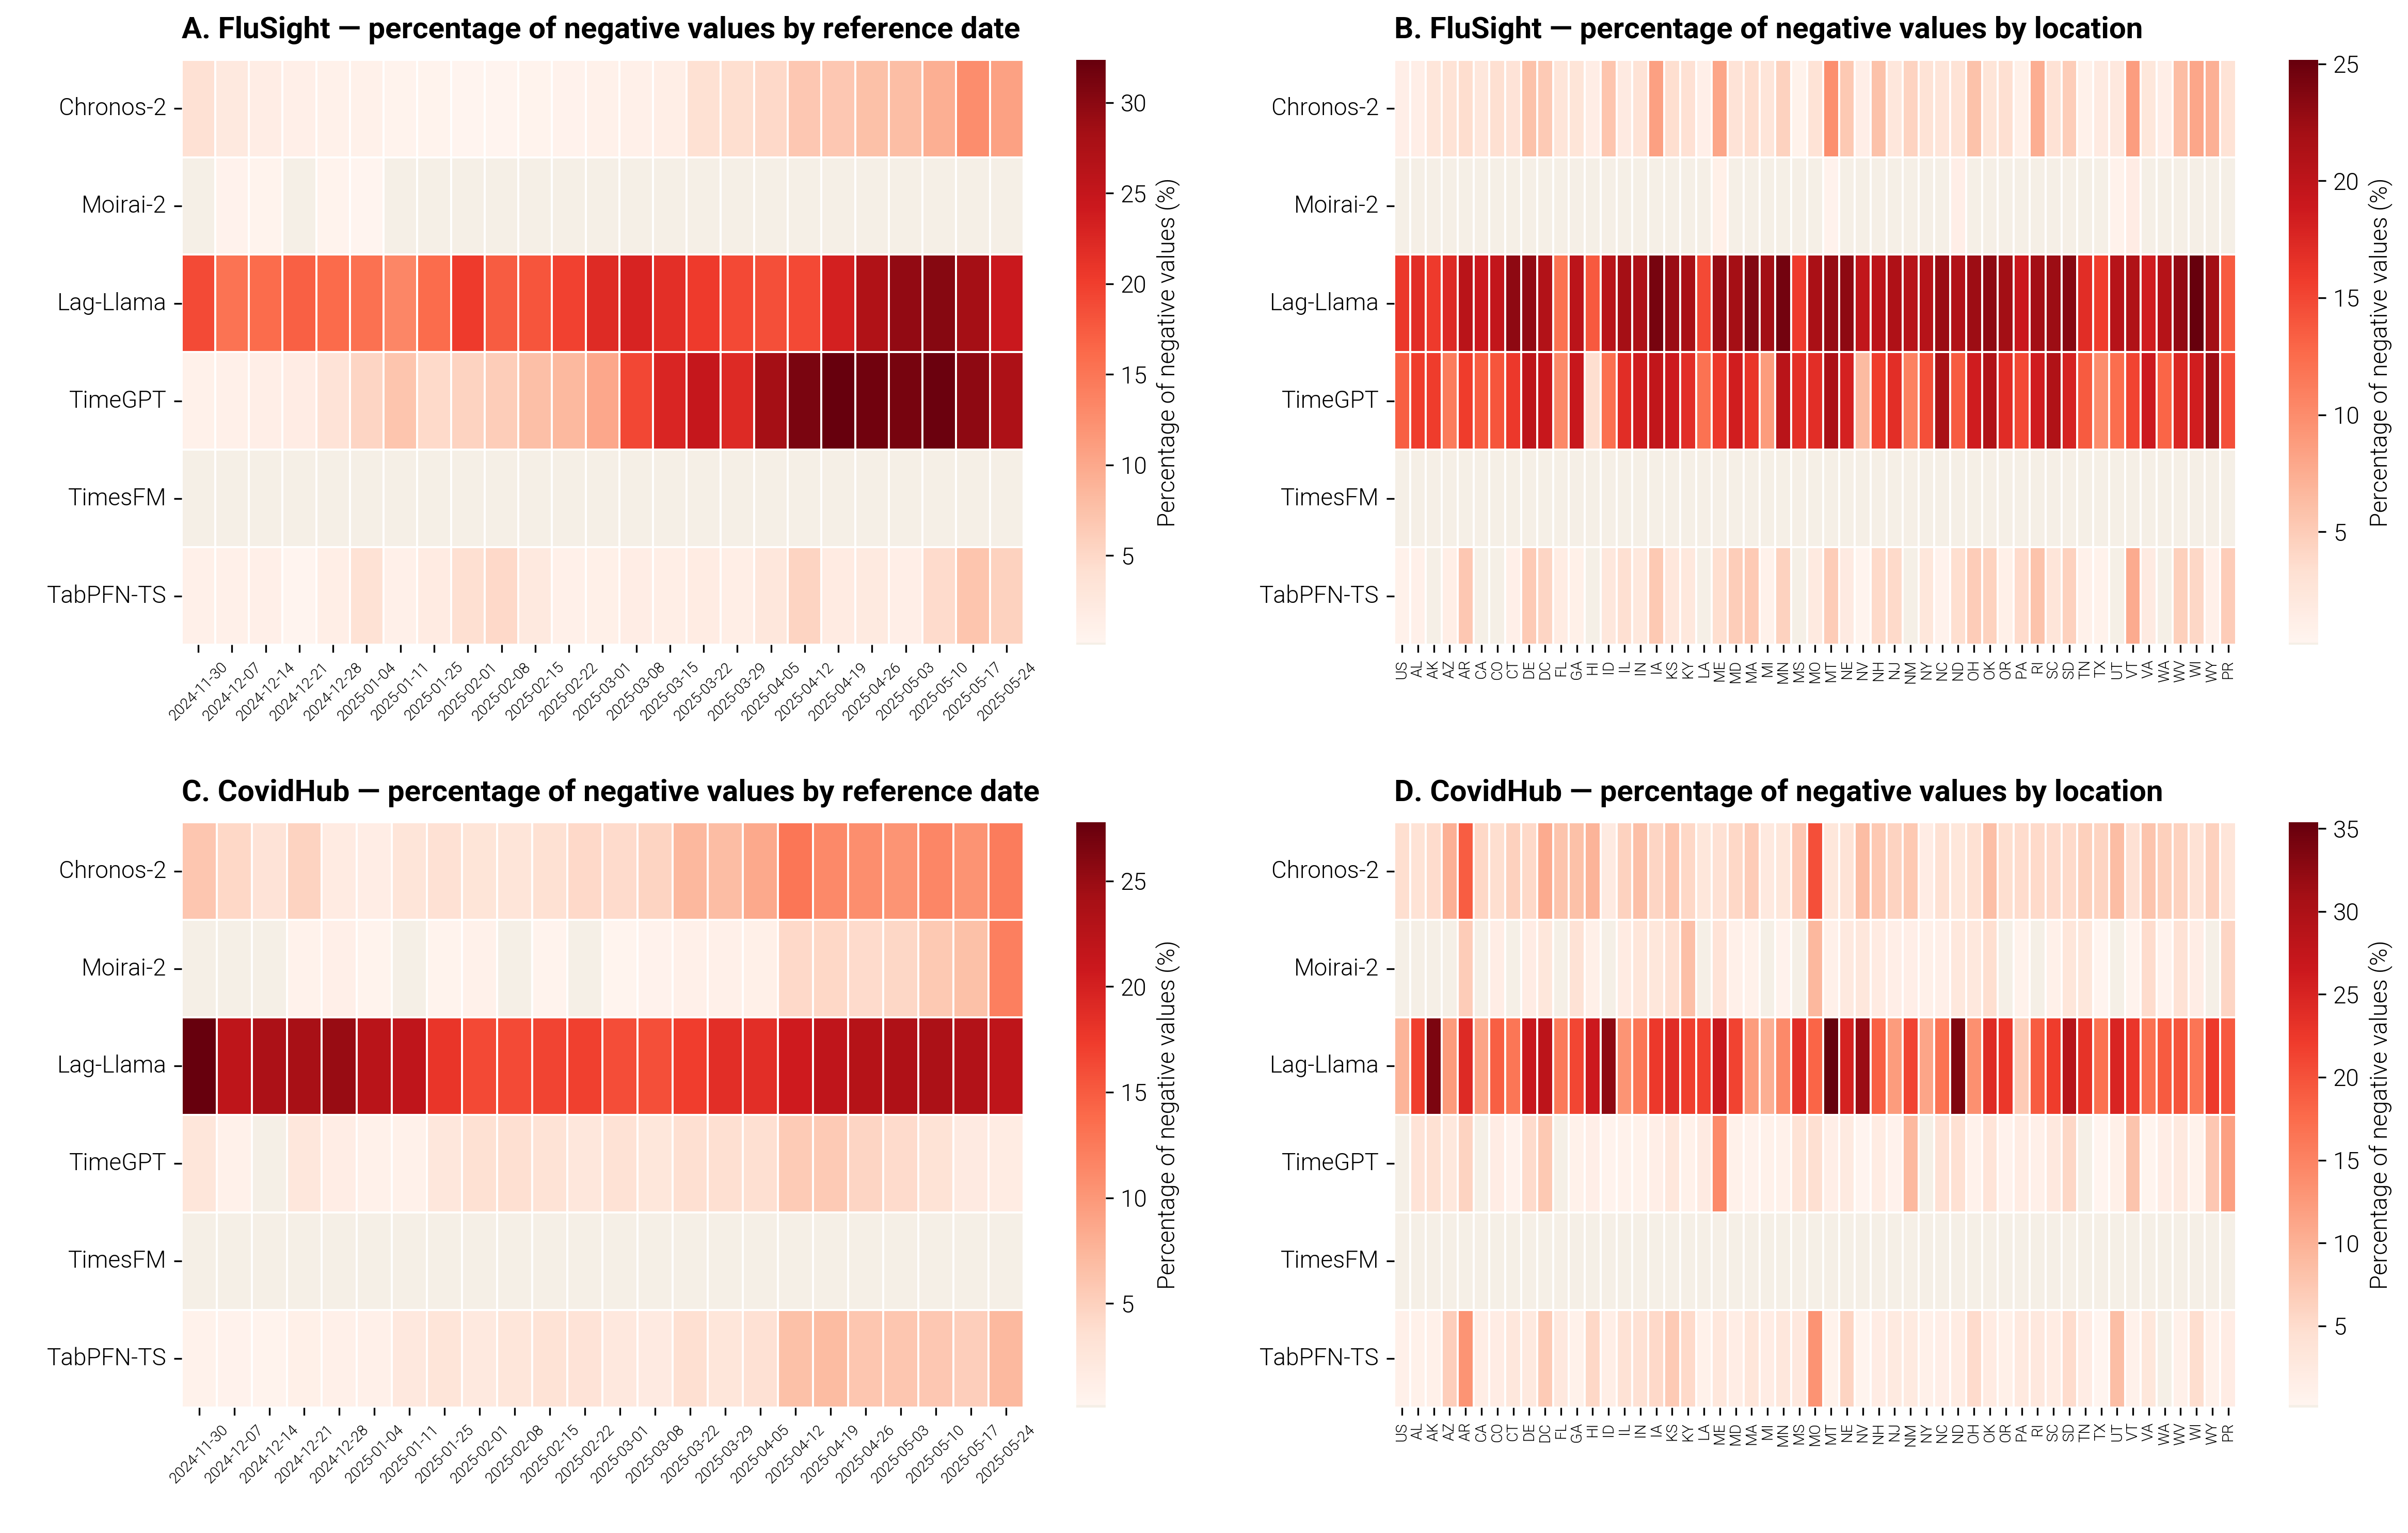 A. FluSight — percentage of negative values by reference date
Chronos-2
Moirai-2
Lag-Llama
TimeGPT
TimesFM
TabPFN-TS
2024-11-30
2024-12-07
2024-12-14
2024-12-21
2024-12-28
2025-01-04
2025-01-11
2025-01-25
2025-02-01
2025-02-08
2025-02-15
2025-02-22
2025-03-01
2025-03-08
2025-03-15
2025-03-22
2025-03-29
2025-04-05
2025-04-12
2025-04-19
2025-04-26
2025-05-03
2025-05-10
2025-05-17
2025-05-24
30
25
20
15
10
5
Percentage of negative values (%)
B. FluSight — percentage of negative values by location
Chronos-2
Moirai-2
Lag-Llama
TimeGPT
TimesFM
TabPFN-TS
US
AL
AK
AZ
AR
CA
CO
CT
DE
DC
FL
GA
HI
ID
IL
IN
IA
KS
KY
LA
ME
MD
MA
MI
MN
MS
MO
MT
NE
NV
NH
NJ
NM
NY
NC
ND
OH
OK
OR
PA
RI
SC
SD
TN
TX
UT
VT
VA
WA
WV
WI
WY
PR
25
20
15
10
5
Percentage of negative values (%)
C. CovidHub — percentage of negative values by reference date
Chronos-2
Moirai-2
Lag-Llama
TimeGPT
TimesFM
TabPFN-TS
2024-11-30
2024-12-07
2024-12-14
2024-12-21
2024-12-28
2025-01-04
2025-01-11
2025-01-25
2025-02-01
2025-02-08
2025-02-15
2025-02-22
2025-03-01
2025-03-08
2025-03-22
2025-03-29
2025-04-05
2025-04-12
2025-04-19
2025-04-26
2025-05-03
2025-05-10
2025-05-17
2025-05-24
25
20
15
10
5
Percentage of negative values (%)
D. CovidHub — percentage of negative values by location
Chronos-2
Moirai-2
Lag-Llama
TimeGPT
TimesFM
TabPFN-TS
US
AL
AK
AZ
AR
CA
CO
CT
DE
DC
FL
GA
HI
ID
IL
IN
IA
KS
KY
LA
ME
MD
MA
MI
MN
MS
MO
MT
NE
NV
NH
NJ
NM
NY
NC
ND
OH
OK
OR
PA
RI
SC
SD
TN
TX
UT
VT
VA
WA
WV
WI
WY
PR
35
30
25
20
15
10
5
Percentage of negative values (%)